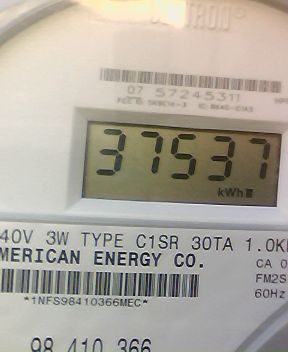 TRON®
07 57245311
37537
kWh
40V 3W TYPE C1SR 30TA 1.0K
MERICAN ENERGY CO.
CA 0
FM2S
60Hz
*1NFS98410366MEC*
98 410 366